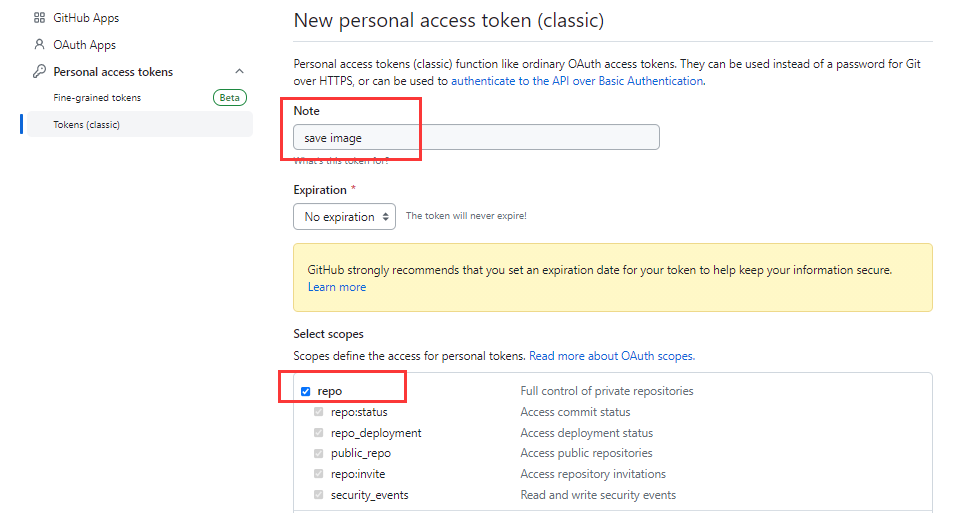 GitHub Apps
OAuth Apps
Personal access tokens
Fine-grained tokens
Beta
Tokens (classic)
New personal access token (classic)
Personal access tokens (classic) function like ordinary OAuth access tokens. They can be used instead of a password for Git
over HTTPS, or can be used to authenticate to the API over Basic Authentication.
Note
save image
What's this token for?
Expiration *
No expiration
The token will never expire!
GitHub strongly recommends that you set an expiration date for your token to help keep your information secure.
Learn more
Select scopes
Scopes define the access for personal tokens. Read more about OAuth scopes.
repo Full control of private repositories
repo:status Access commit status
repo_deployment Access deployment status
public_repo Access public repositories
repo:invite Access repository invitations
security_events Read and write security events